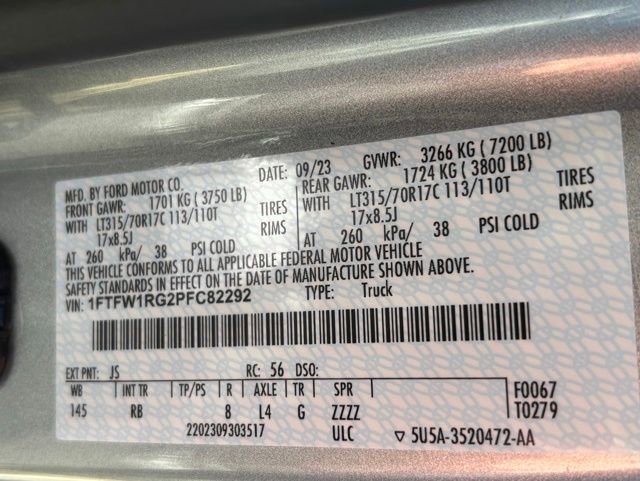 MFD. BY FORD MOTOR CO. DATE: 09/23 GVWR: 3266 KG ( 7200 LB)
FRONT GAWR: 1701 KG ( 3750 LB) REAR GAWR: 1724 KG ( 3800 LB)
WITH LT315/70R17C 113/110T TIRES WITH LT315/70R17C 113/110T TIRES
17x8.5J RIMS 17x8.5J RIMS
AT 260 kPa/ 38 PSI COLD AT 260 kPa/ 38 PSI COLD
THIS VEHICLE CONFORMS TO ALL APPLICABLE FEDERAL MOTOR VEHICLE
SAFETY STANDARDS IN EFFECT ON THE DATE OF MANUFACTURE SHOWN ABOVE.
VIN: 1FTFW1RG2PFC82292 TYPE: Truck
EXT PNT: JS RC: 56 DSO:
WB INT TR TP/PS R AXLE TR SPR F0067
145 RB 8 L4 G ZZZZ T0279
2202309303517 ULC ▽ 5U5A-3520472-AA